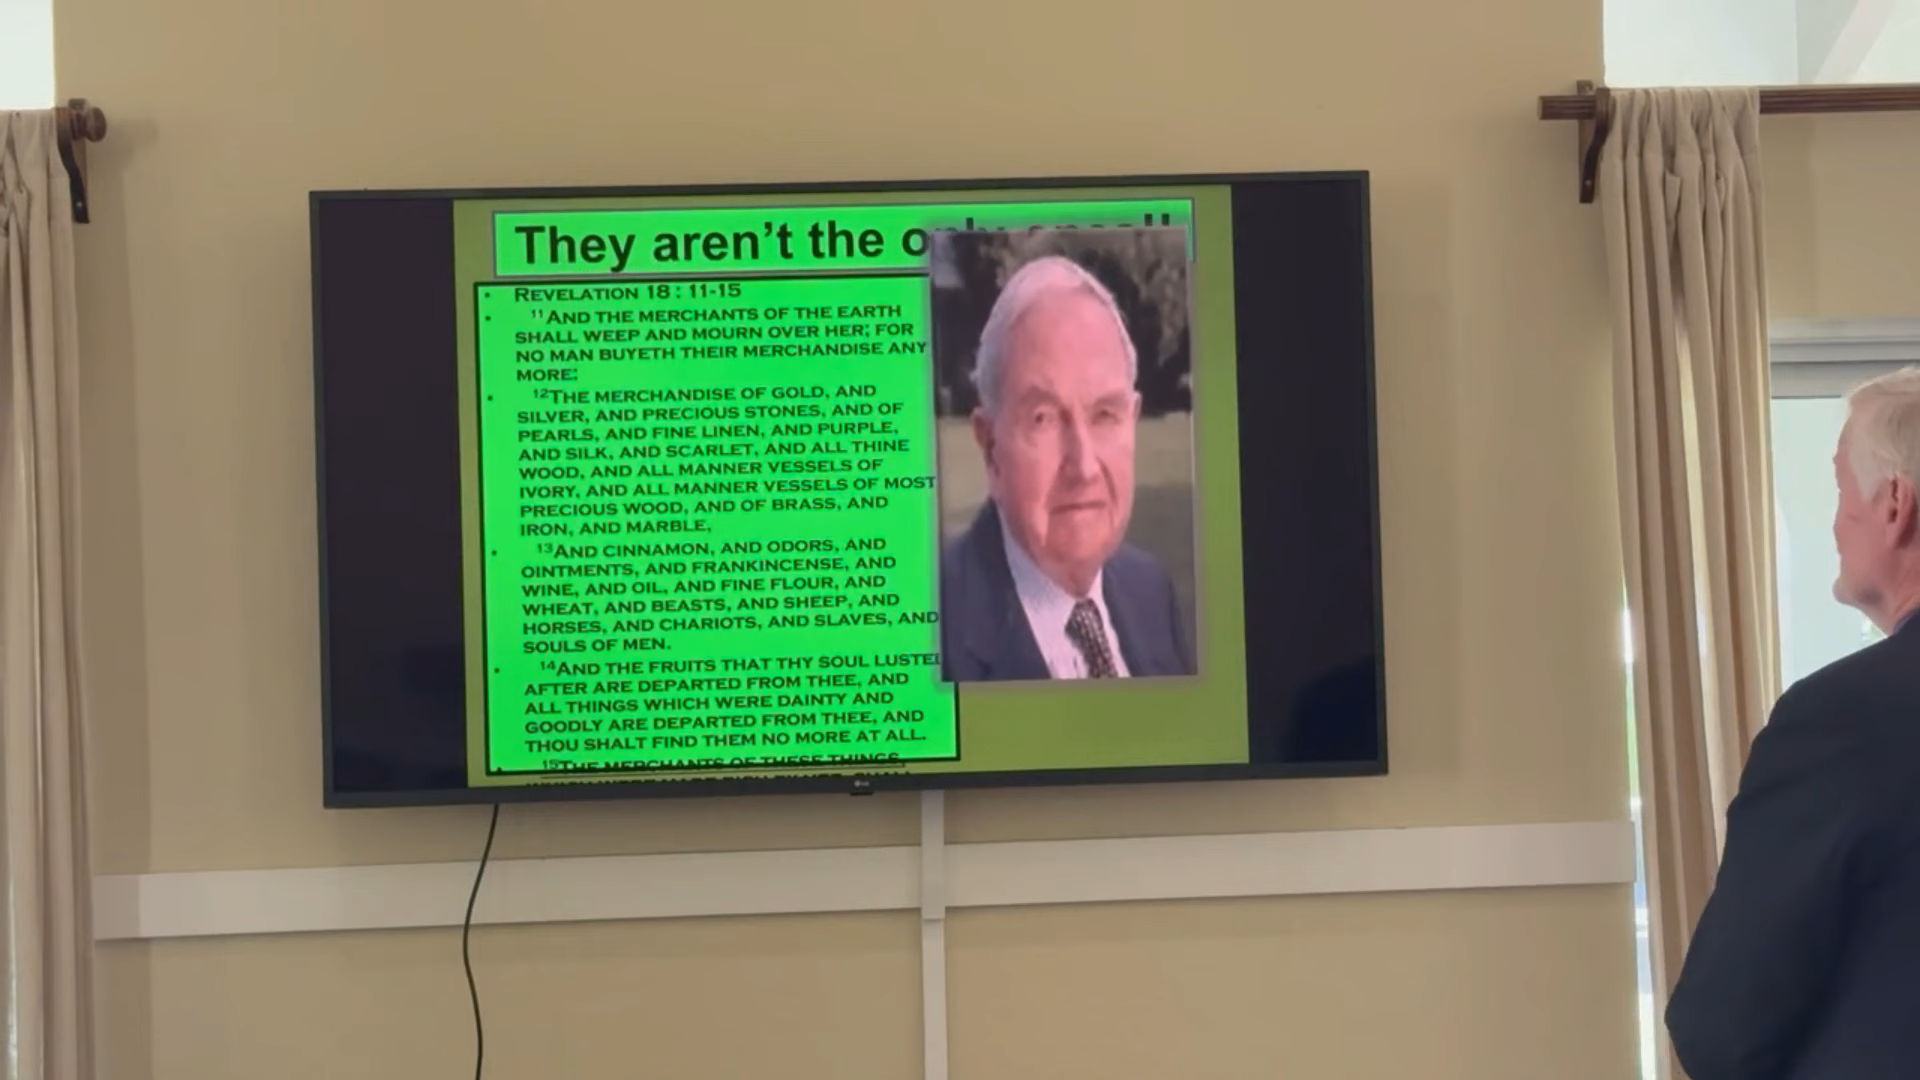 They aren't the
REVELATION 18 : 11-15
11AND THE MERCHANTS OF THE EARTH
SHALL WEEP AND MOURN OVER HER; FOR
NO MAN BUYETH THEIR MERCHANDISE ANY
MORE:
12THE MERCHANDISE OF GOLD, AND
SILVER, AND PRECIOUS STONES, AND OF
PEARLS, AND FINE LINEN, AND PURPLE,
AND SILK, AND SCARLET, AND ALL THINE
WOOD, AND ALL MANNER VESSELS OF
IVORY, AND ALL MANNER VESSELS OF MOST
PRECIOUS WOOD, AND OF BRASS, AND
IRON, AND MARBLE,
13AND CINNAMON, AND ODORS, AND
OINTMENTS, AND FRANKINCENSE, AND
WINE, AND OIL, AND FINE FLOUR, AND
WHEAT, AND BEASTS, AND SHEEP, AND
HORSES, AND CHARIOTS, AND SLAVES, AND
SOULS OF MEN.
14AND THE FRUITS THAT THY SOUL LUSTED
AFTER ARE DEPARTED FROM THEE, AND
ALL THINGS WHICH WERE DAINTY AND
GOODLY ARE DEPARTED FROM THEE, AND
THOU SHALT FIND THEM NO MORE AT ALL.
15THE MERCHANTS OF THESE THINGS,